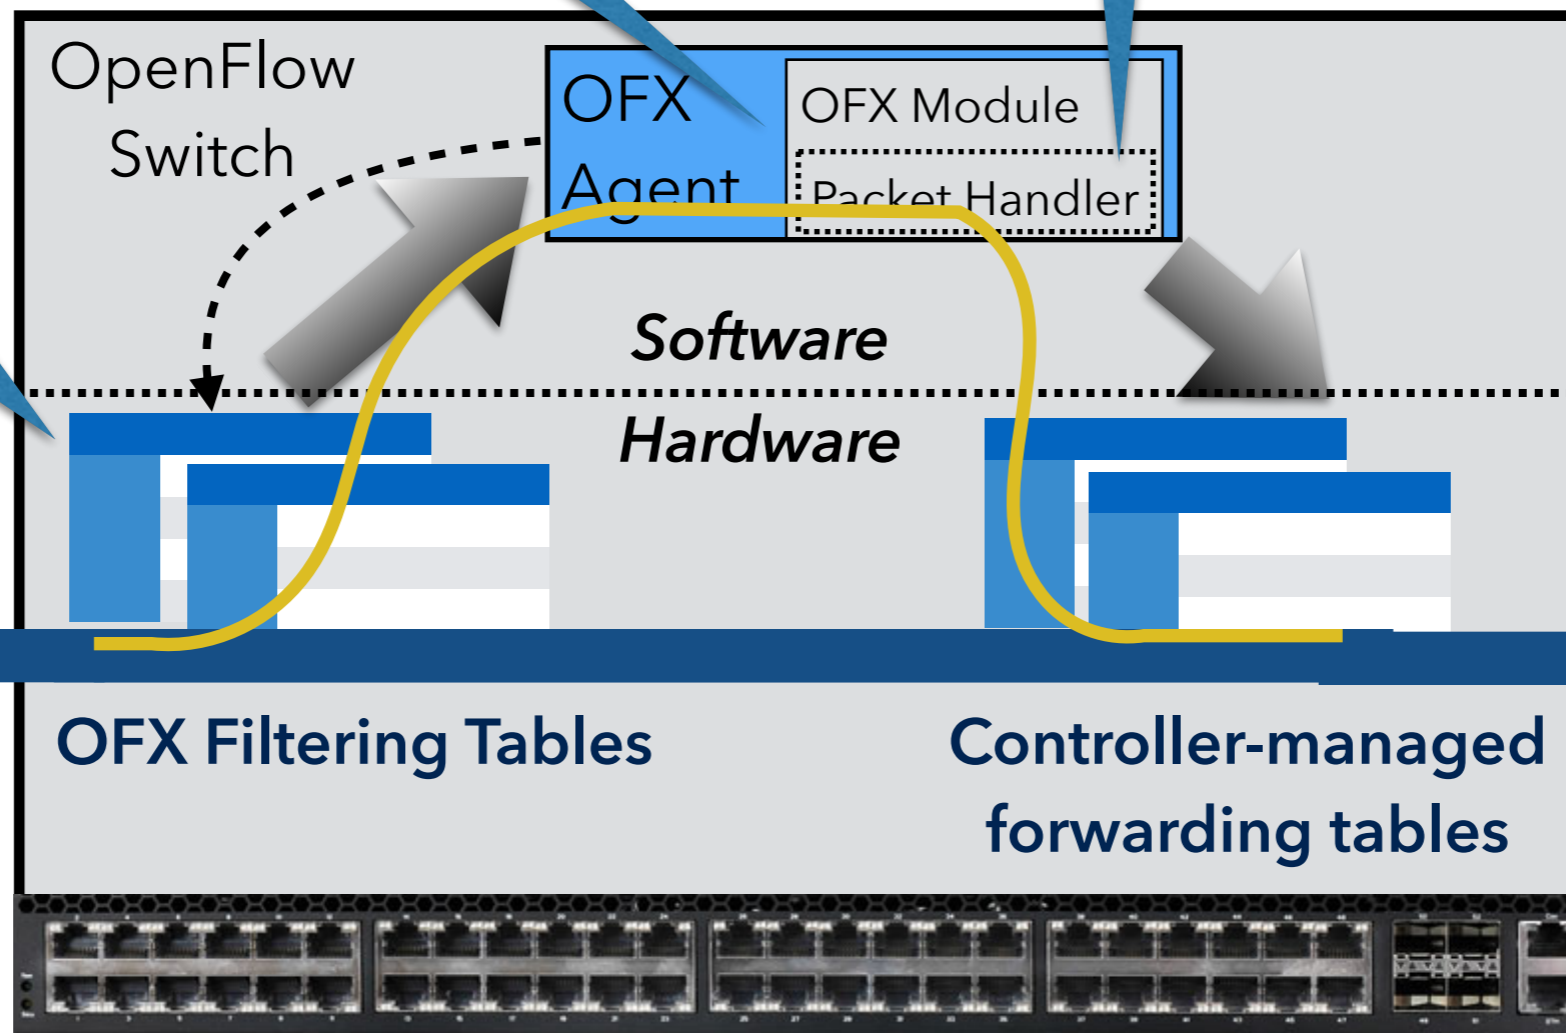 OpenFlow
Switch
OFX
Agent
OFX Module
Packet Handler
Software
Hardware
OFX Filtering Tables
Controller-managed
forwarding tables